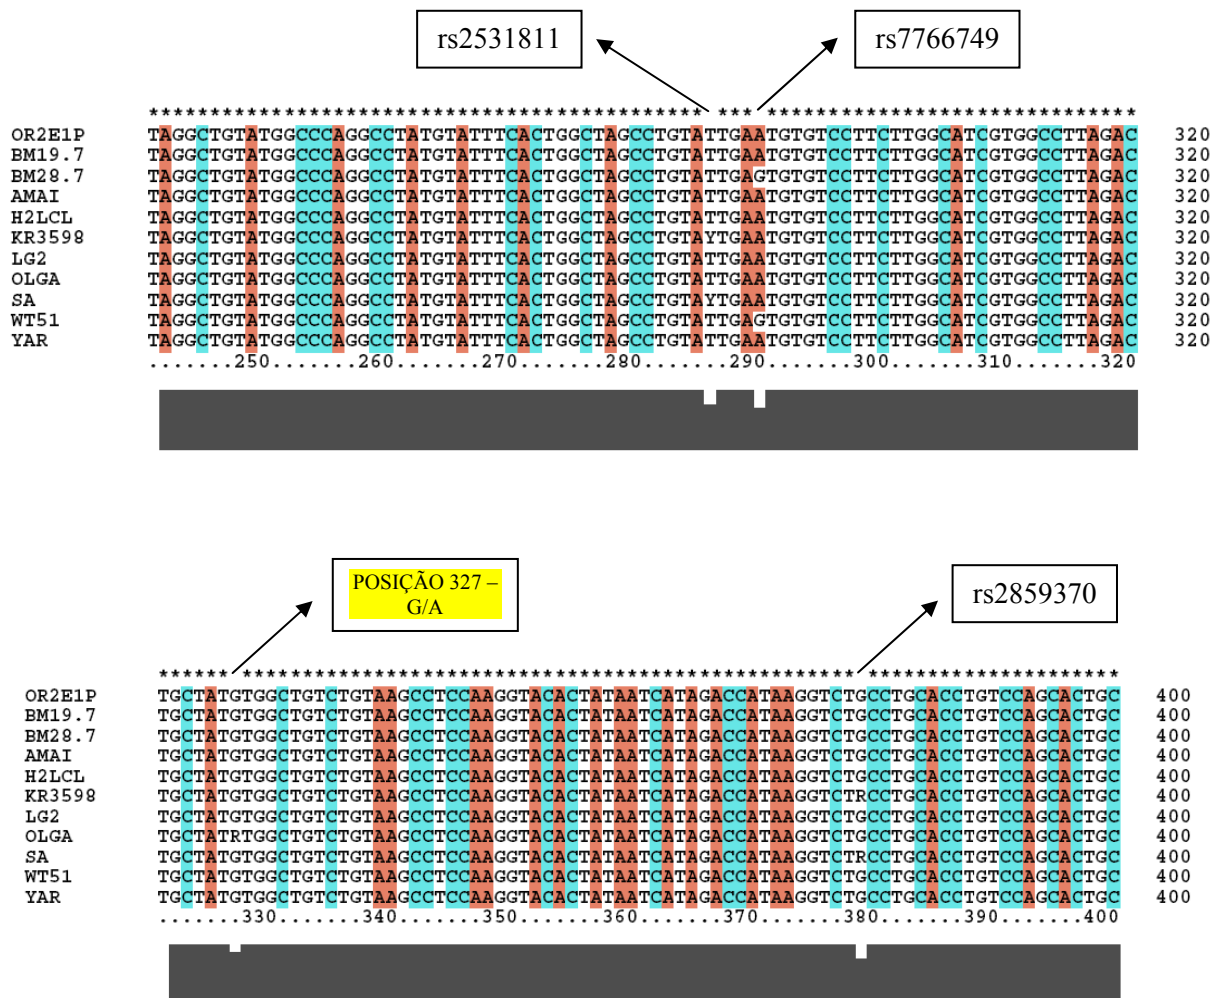 rs2531811
rs7766749
********************************************* *** ******************************
OR2E1P TAGGCTGTATGGCCCAGGCCTATGTATTTCACTGGCTAGCCTGTATTGAATGTGTCCTTCTTGGCATCGTGGCCTTAGAC 320
BM19.7 TAGGCTGTATGGCCCAGGCCTATGTATTTCACTGGCTAGCCTGTATTGAATGTGTCCTTCTTGGCATCGTGGCCTTAGAC 320
BM28.7 TAGGCTGTATGGCCCAGGCCTATGTATTTCACTGGCTAGCCTGTATTGAGTGTGTCCTTCTTGGCATCGTGGCCTTAGAC 320
AMAI TAGGCTGTATGGCCCAGGCCTATGTATTTCACTGGCTAGCCTGTATTGAATGTGTCCTTCTTGGCATCGTGGCCTTAGAC 320
H2LCL TAGGCTGTATGGCCCAGGCCTATGTATTTCACTGGCTAGCCTGTATTGAATGTGTCCTTCTTGGCATCGTGGCCTTAGAC 320
KR3598 TAGGCTGTATGGCCCAGGCCTATGTATTTCACTGGCTAGCCTGTAYTGAATGTGTCCTTCTTGGCATCGTGGCCTTAGAC 320
LG2 TAGGCTGTATGGCCCAGGCCTATGTATTTCACTGGCTAGCCTGTATTGAATGTGTCCTTCTTGGCATCGTGGCCTTAGAC 320
OLGA TAGGCTGTATGGCCCAGGCCTATGTATTTCACTGGCTAGCCTGTATTGAATGTGTCCTTCTTGGCATCGTGGCCTTAGAC 320
SA TAGGCTGTATGGCCCAGGCCTATGTATTTCACTGGCTAGCCTGTAYTGAATGTGTCCTTCTTGGCATCGTGGCCTTAGAC 320
WT51 TAGGCTGTATGGCCCAGGCCTATGTATTTCACTGGCTAGCCTGTATTGAGTGTGTCCTTCTTGGCATCGTGGCCTTAGAC 320
YAR TAGGCTGTATGGCCCAGGCCTATGTATTTCACTGGCTAGCCTGTATTGAATGTGTCCTTCTTGGCATCGTGGCCTTAGAC 320
.......250.......260.......270.......280.......290.......300.......310.......320
POSIÇÃO 327 –
G/A
rs2859370
****** *************************************************** *********************
OR2E1P TGCTATGTGGCTGTCTGTAAGCCTCCAAGGTACACTATAATCATAGACCATAAGGTCTGCCTGCACCTGTCCAGCACTGC 400
BM19.7 TGCTATGTGGCTGTCTGTAAGCCTCCAAGGTACACTATAATCATAGACCATAAGGTCTGCCTGCACCTGTCCAGCACTGC 400
BM28.7 TGCTATGTGGCTGTCTGTAAGCCTCCAAGGTACACTATAATCATAGACCATAAGGTCTGCCTGCACCTGTCCAGCACTGC 400
AMAI TGCTATGTGGCTGTCTGTAAGCCTCCAAGGTACACTATAATCATAGACCATAAGGTCTGCCTGCACCTGTCCAGCACTGC 400
H2LCL TGCTATGTGGCTGTCTGTAAGCCTCCAAGGTACACTATAATCATAGACCATAAGGTCTGCCTGCACCTGTCCAGCACTGC 400
KR3598 TGCTATGTGGCTGTCTGTAAGCCTCCAAGGTACACTATAATCATAGACCATAAGGTCTRCCTGCACCTGTCCAGCACTGC 400
LG2 TGCTATGTGGCTGTCTGTAAGCCTCCAAGGTACACTATAATCATAGACCATAAGGTCTGCCTGCACCTGTCCAGCACTGC 400
OLGA TGCTATRTGGCTGTCTGTAAGCCTCCAAGGTACACTATAATCATAGACCATAAGGTCTGCCTGCACCTGTCCAGCACTGC 400
SA TGCTATGTGGCTGTCTGTAAGCCTCCAAGGTACACTATAATCATAGACCATAAGGTCTRCCTGCACCTGTCCAGCACTGC 400
WT51 TGCTATGTGGCTGTCTGTAAGCCTCCAAGGTACACTATAATCATAGACCATAAGGTCTGCCTGCACCTGTCCAGCACTGC 400
YAR TGCTATGTGGCTGTCTGTAAGCCTCCAAGGTACACTATAATCATAGACCATAAGGTCTGCCTGCACCTGTCCAGCACTGC 400
.......330.......340.......350.......360.......370.......380.......390.......400